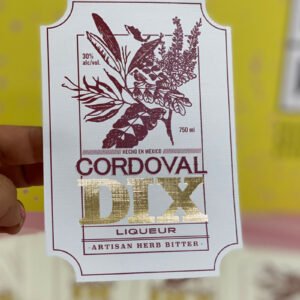 30%
alc/vol.
750 ml
HECHO EN MÉXICO
CORDOVAL
DIX
LIQUEUR
ARTISAN HERB BITTER